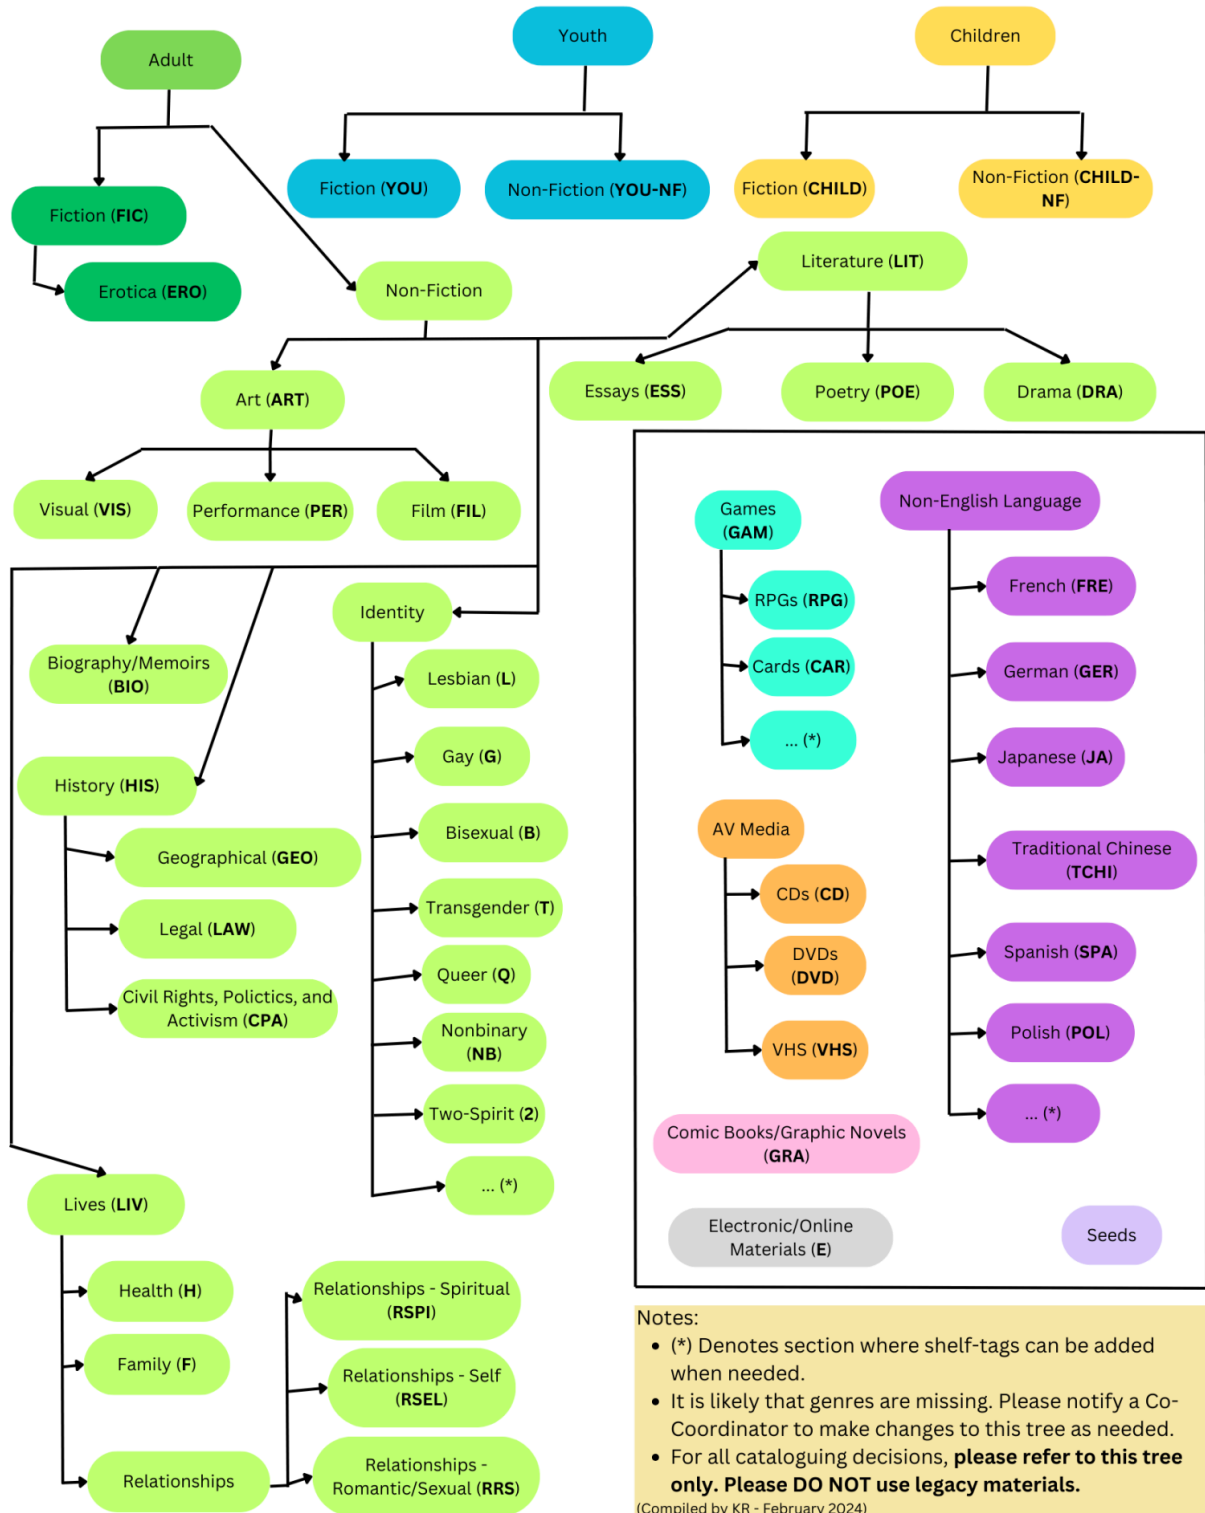 Adult
Youth
Children
Fiction (FIC)
Erotica (ERO)
Fiction (YOU)
Non-Fiction (YOU-NF)
Fiction (CHILD)
Non-Fiction (CHILD-
NF)
Non-Fiction
Literature (LIT)
Essays (ESS)
Poetry (POE)
Drama (DRA)
Art (ART)
Visual (VIS)
Performance (PER)
Film (FIL)
Biography/Memoirs
(BIO)
History (HIS)
Geographical (GEO)
Legal (LAW)
Civil Rights, Polictics, and
Activism (CPA)
Identity
Lesbian (L)
Gay (G)
Bisexual (B)
Transgender (T)
Queer (Q)
Nonbinary
(NB)
Two-Spirit (2)
... (*)
Lives (LIV)
Health (H)
Family (F)
Relationships
Relationships - Spiritual
(RSPI)
Relationships - Self
(RSEL)
Relationships -
Romantic/Sexual (RRS)
Games
(GAM)
RPGs (RPG)
Cards (CAR)
... (*)
AV Media
CDs (CD)
DVDs
(DVD)
VHS (VHS)
Non-English Language
French (FRE)
German (GER)
Japanese (JA)
Traditional Chinese
(TCHI)
Spanish (SPA)
Polish (POL)
... (*)
Comic Books/Graphic Novels
(GRA)
Electronic/Online
Materials (E)
Seeds
Notes:
• (*) Denotes section where shelf-tags can be added
when needed.
• It is likely that genres are missing. Please notify a Co-
Coordinator to make changes to this tree as needed.
• For all cataloguing decisions, please refer to this tree
only. Please DO NOT use legacy materials.
(Compiled by KR - February 2024)